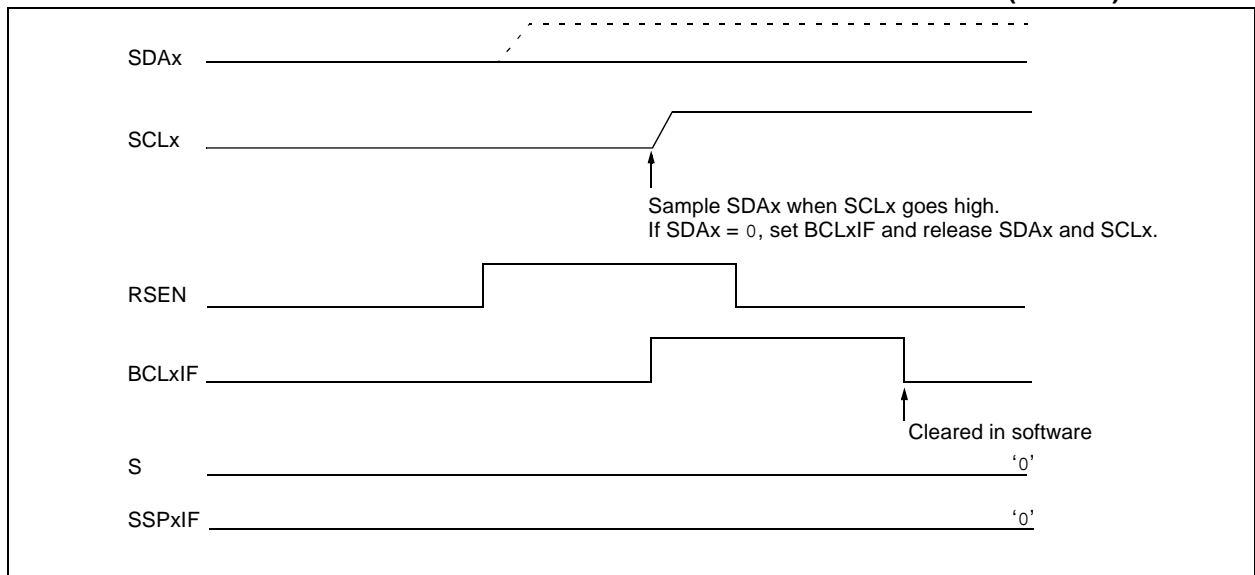 SDAx
SCLx
Sample SDAx when SCLx goes high.
If SDAx = 0, set BCLxIF and release SDAx and SCLx.
RSEN
BCLxIF
Cleared in software
S
‘0’
SSPxIF
‘0’